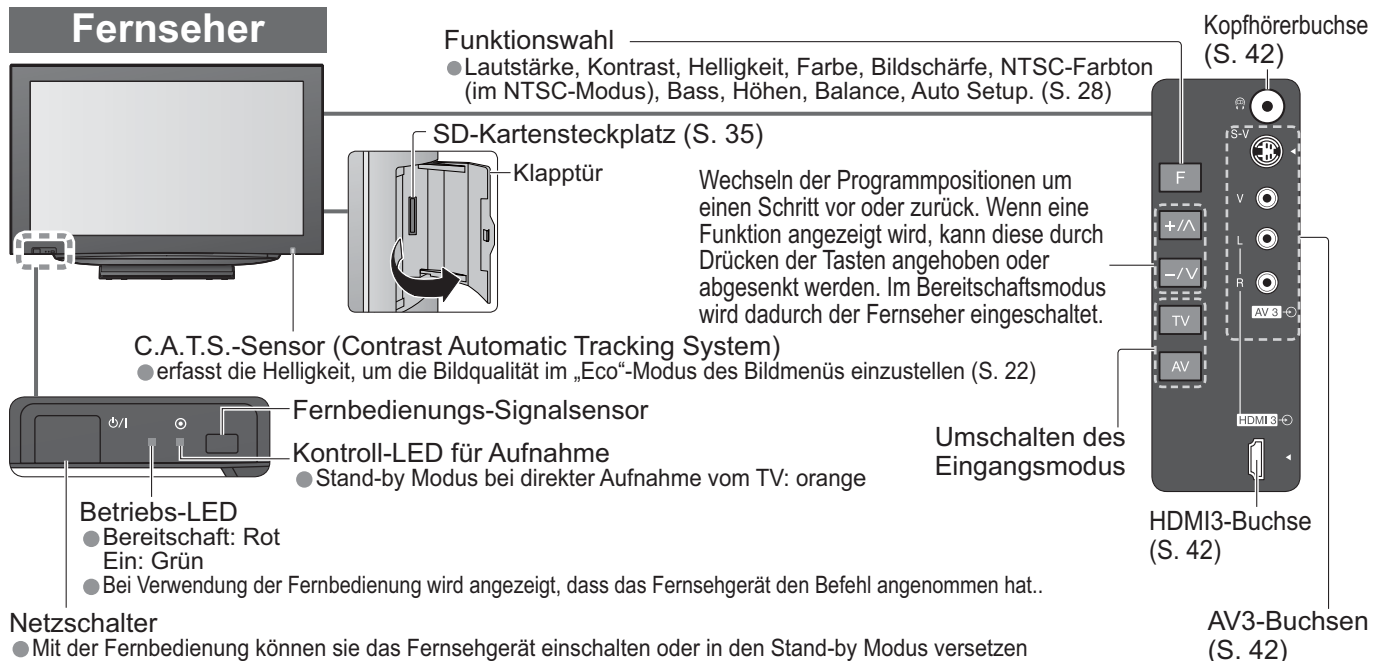 Fernseher
Funktionswahl
● Lautstärke, Kontrast, Helligkeit, Farbe, Bildschärfe, NTSC-Farbton
(im NTSC-Modus), Bass, Höhen, Balance, Auto Setup. (S. 28)
Kopfhörerbuchse
(S. 42)
SD-Kartensteckplatz (S. 35)
Klapptür
Wechseln der Programmpositionen um
einen Schritt vor oder zurück. Wenn eine
Funktion angezeigt wird, kann diese durch
Drücken der Tasten angehoben oder
abgesenkt werden. Im Bereitschaftsmodus
wird dadurch der Fernseher eingeschaltet.
S-V
F
V
+/∧
L
−/∨
R
TV
AV 3
AV
HDMI 3
C.A.T.S.-Sensor (Contrast Automatic Tracking System)
● erfasst die Helligkeit, um die Bildqualität im „Eco“-Modus des Bildmenüs einzustellen (S. 22)
Fernbedienungs-Signalsensor
Kontroll-LED für Aufnahme
● Stand-by Modus bei direkter Aufnahme vom TV: orange
Umschalten des
Eingangsmodus
Betriebs-LED
● Bereitschaft: Rot
Ein: Grün
● Bei Verwendung der Fernbedienung wird angezeigt, dass das Fernsehgerät den Befehl angenommen hat..
HDMI3-Buchse
(S. 42)
Netzschalter
● Mit der Fernbedienung können sie das Fernsehgerät einschalten oder in den Stand-by Modus versetzen
AV3-Buchsen
(S. 42)